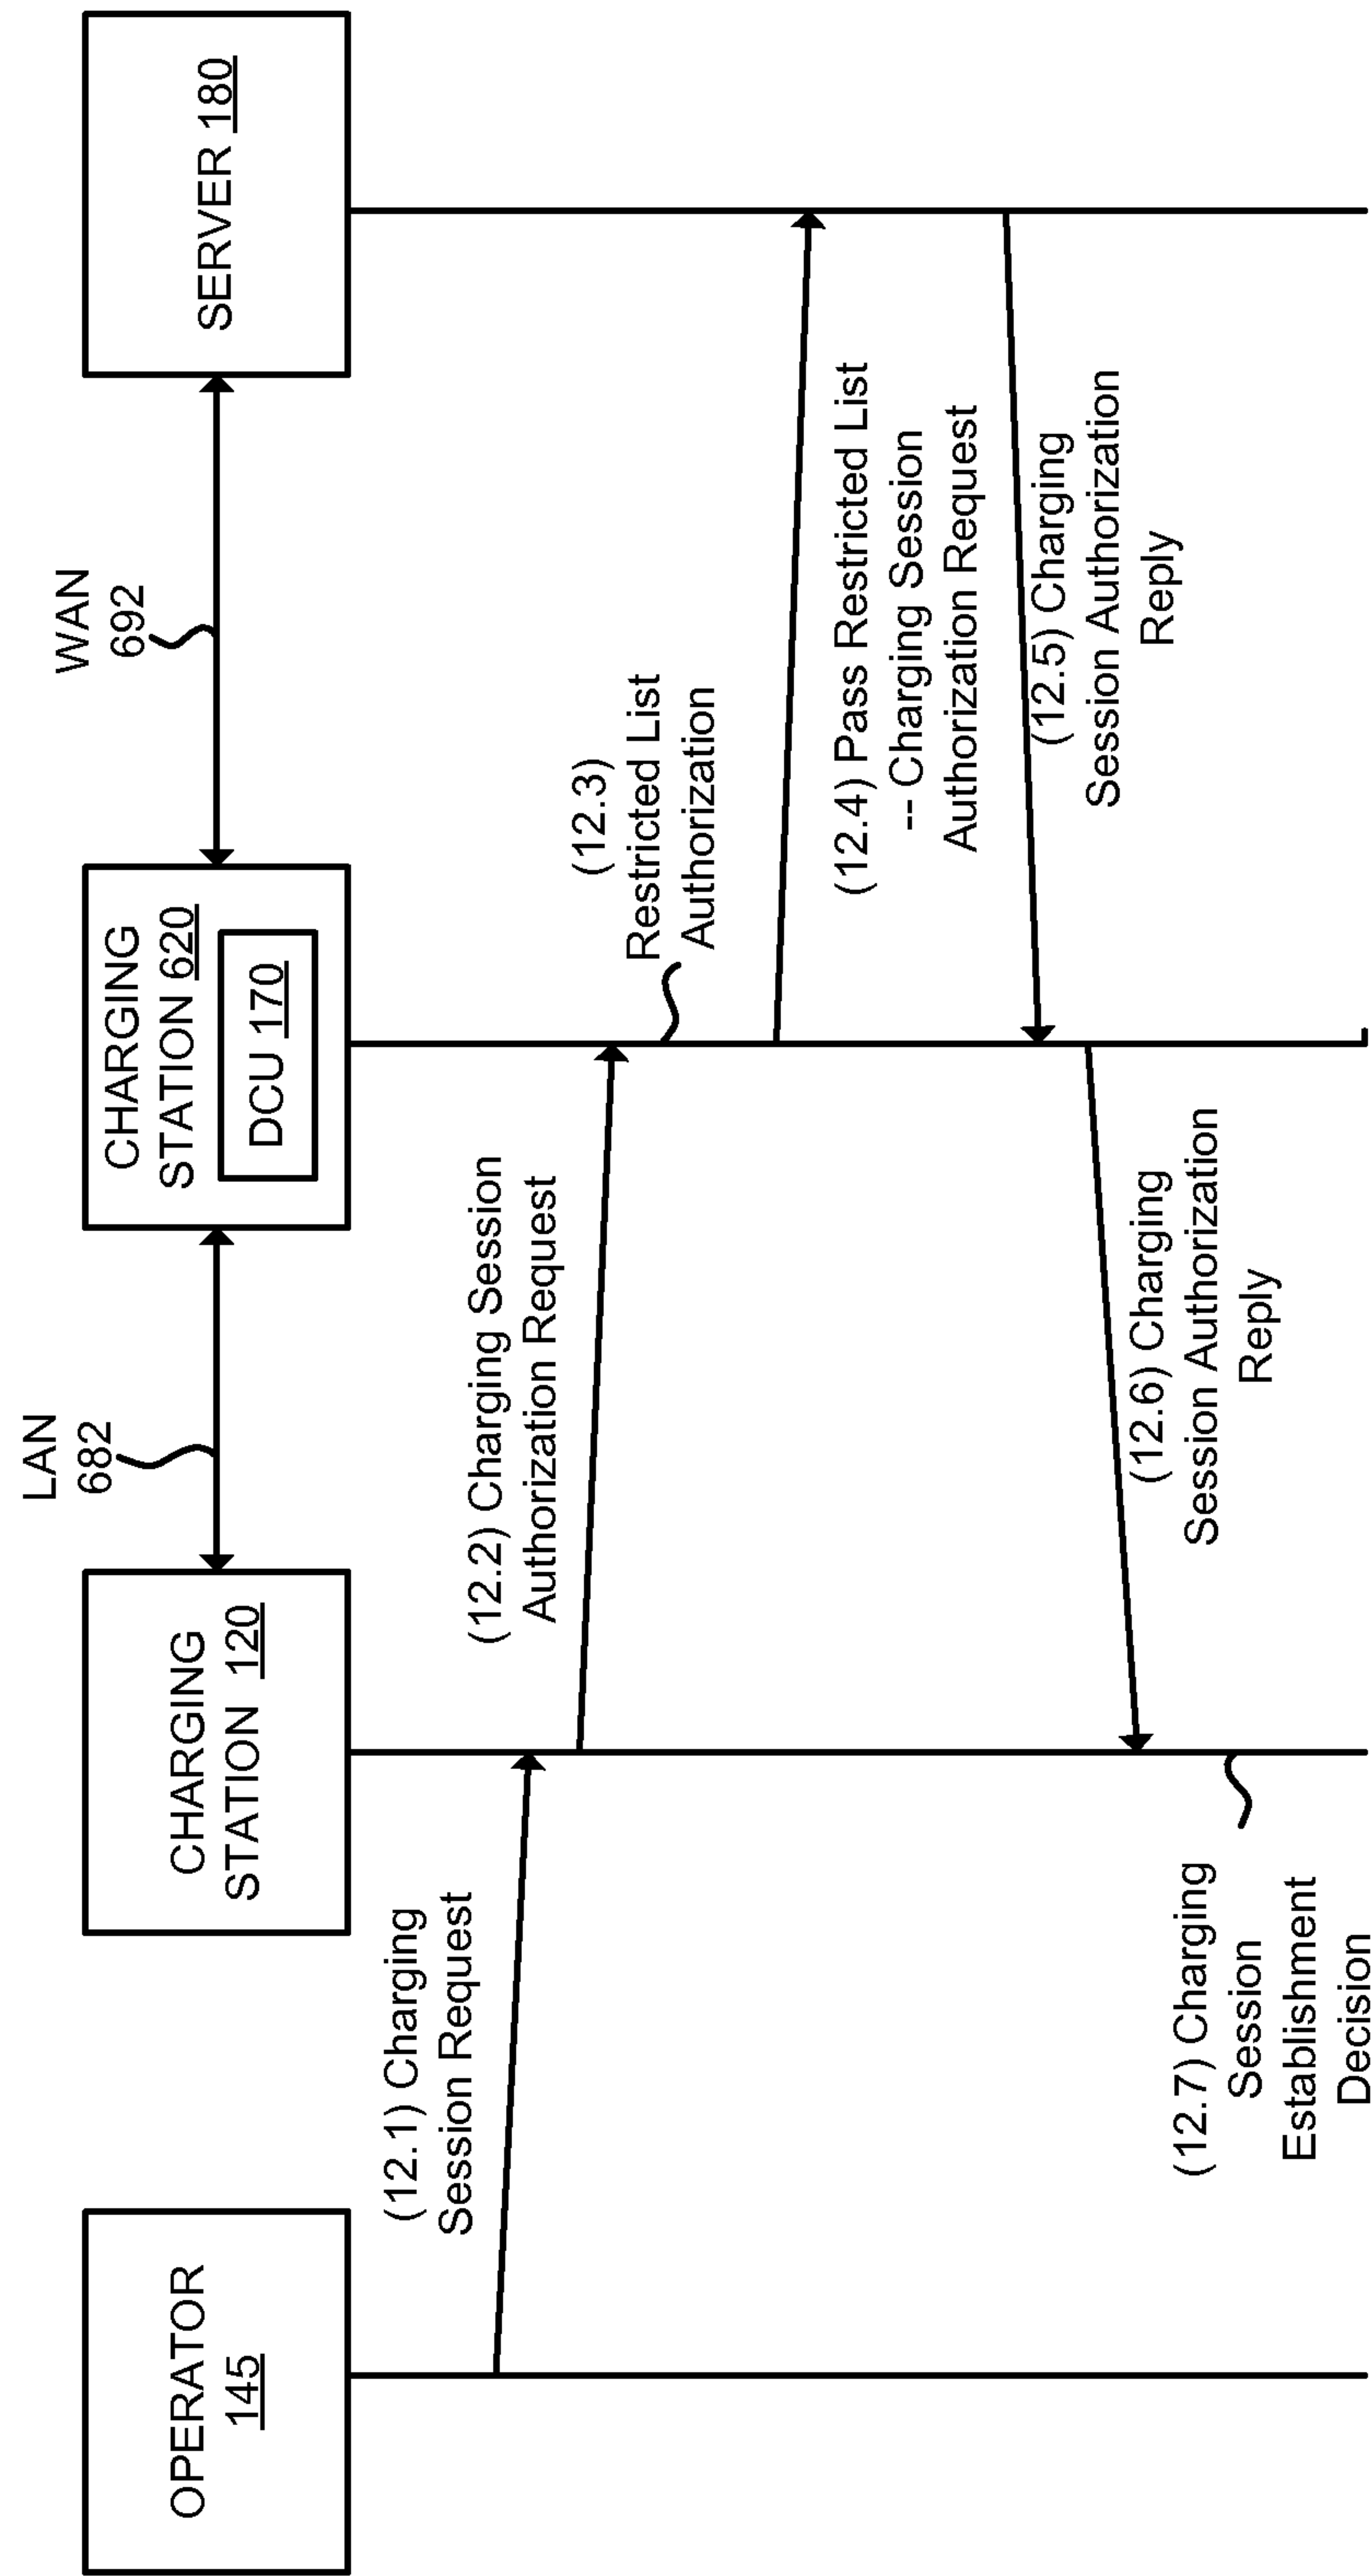 OPERATOR
145
CHARGING
STATION 120
LAN
682
CHARGING
STATION 620
DCU 170
WAN
692
SERVER 180
(12.1) Charging
Session Request
(12.2) Charging Session
Authorization Request
(12.3)
Restricted List
Authorization
(12.4) Pass Restricted List
-- Charging Session
Authorization Request
(12.5) Charging
Session Authorization
Reply
(12.6) Charging
Session Authorization
Reply
(12.7) Charging
Session
Establishment
Decision